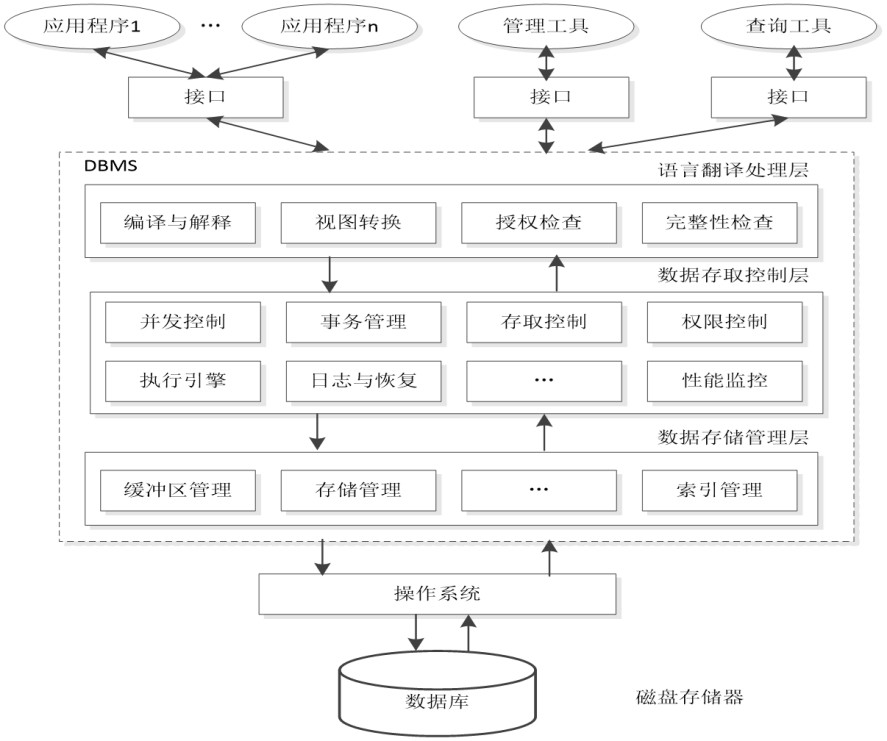 应用程序1 … 应用程序n 管理工具 查询工具
接口 接口 接口
DBMS
语言翻译处理层
编译与解释 视图转换 授权检查 完整性检查
数据存取控制层
并发控制 事务管理 存取控制 权限控制
执行引擎 日志与恢复 … 性能监控
数据存储管理层
缓冲区管理 存储管理 … 索引管理
操作系统
数据库 磁盘存储器